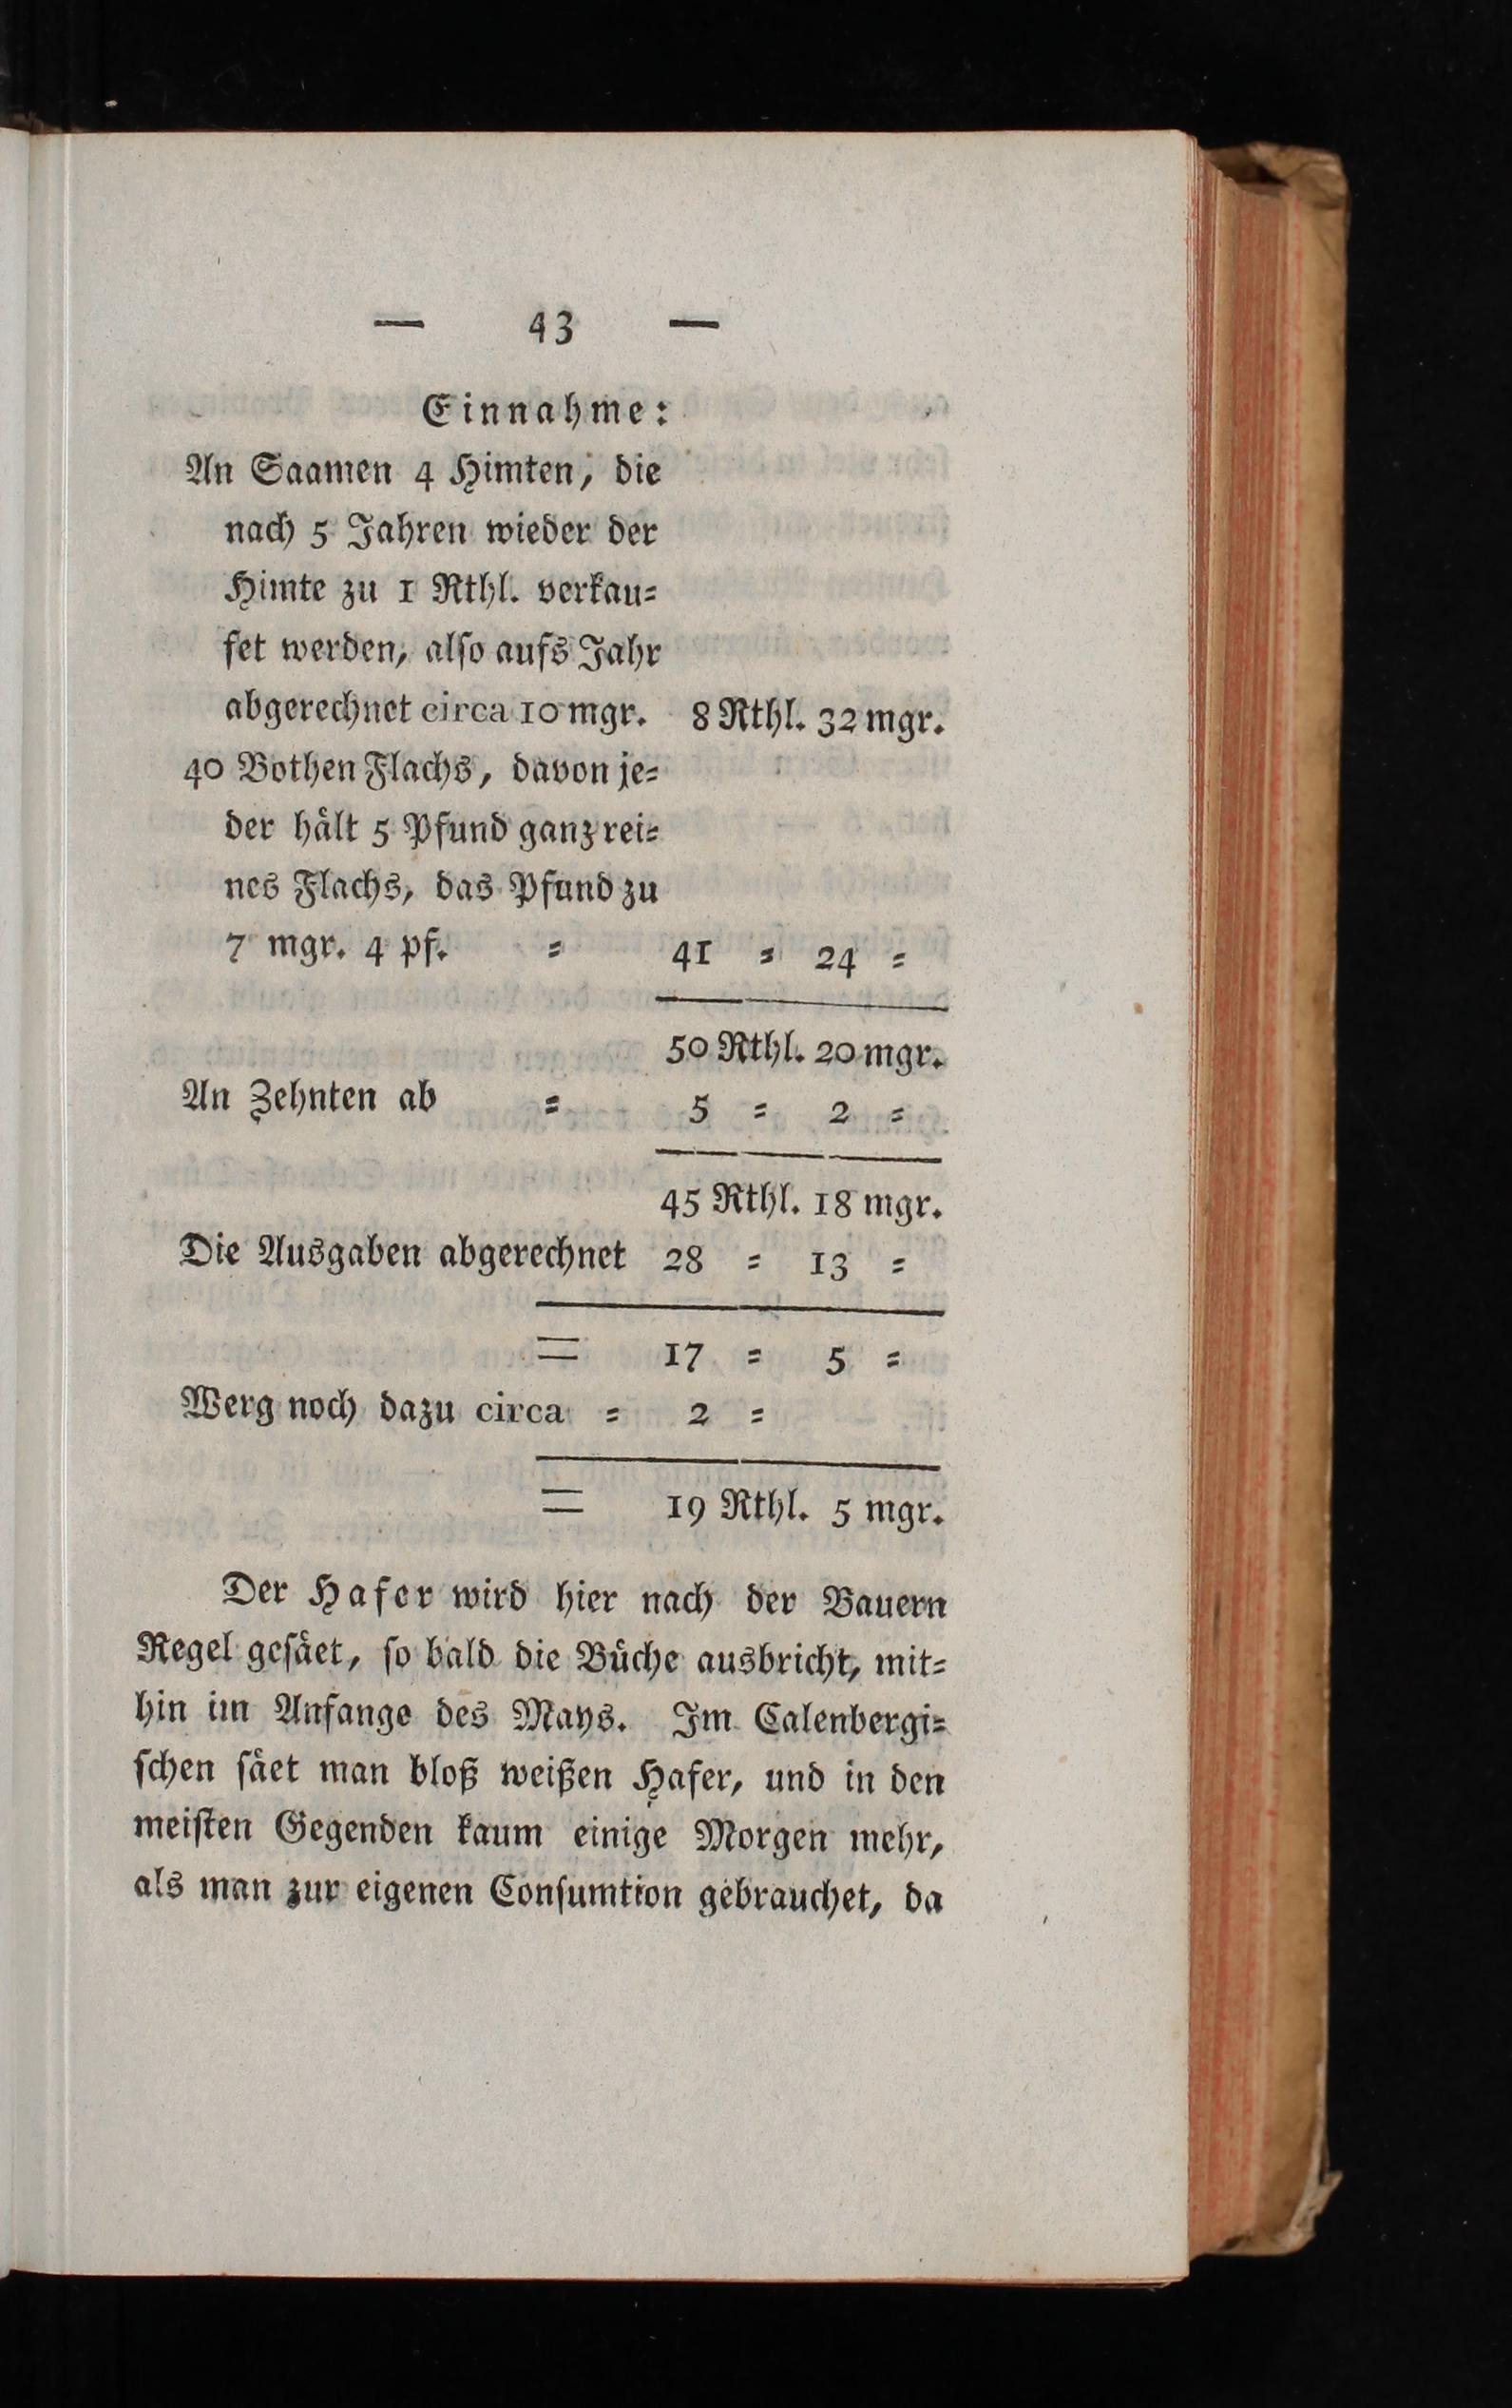 — 43 —
Einnahme:
An Saamen 4 Himten, die
nach 5 Jahren wieder der
Himte zu 1 Rthl. verkau=
fet werden, also aufs Jahr
abgerechnet circa 10 mgr. 8 Rthl. 32 mgr.
40 Bothen Flachs, davon je=
der hält 5 Pfund ganz rei=
nes Flachs, das Pfund zu
7 mgr. 4 pf. = 41 = 24 =
50 Rthl. 20 mgr.
An Zehnten ab = 5 = 2 =
45 Rthl. 18 mgr.
Die Ausgaben abgerechnet 28 = 13 =
= 17 = 5 =
Werg noch dazu circa = 2 =
= 19 Rthl. 5 mgr.
Der Hafer wird hier nach der Bauern
Regel gesäet, so bald die Büche ausbricht, mit=
hin im Anfange des Mays. Im Calenbergi=
schen säet man bloß weißen Hafer, und in den
meisten Gegenden kaum einige Morgen mehr,
als man zur eigenen Consumtion gebrauchet, da